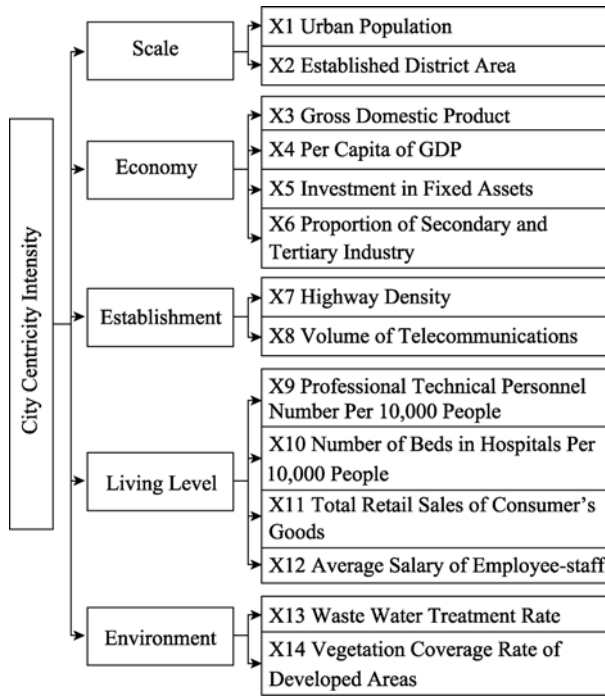 City Centricity Intensity
Scale
X1 Urban Population
X2 Established District Area
Economy
X3 Gross Domestic Product
X4 Per Capita of GDP
X5 Investment in Fixed Assets
X6 Proportion of Secondary and
Tertiary Industry
Establishment
X7 Highway Density
X8 Volume of Telecommunications
Living Level
X9 Professional Technical Personnel
Number Per 10,000 People
X10 Number of Beds in Hospitals Per
10,000 People
X11 Total Retail Sales of Consumer's
Goods
X12 Average Salary of Employee-staff
Environment
X13 Waste Water Treatment Rate
X14 Vegetation Coverage Rate of
Developed Areas